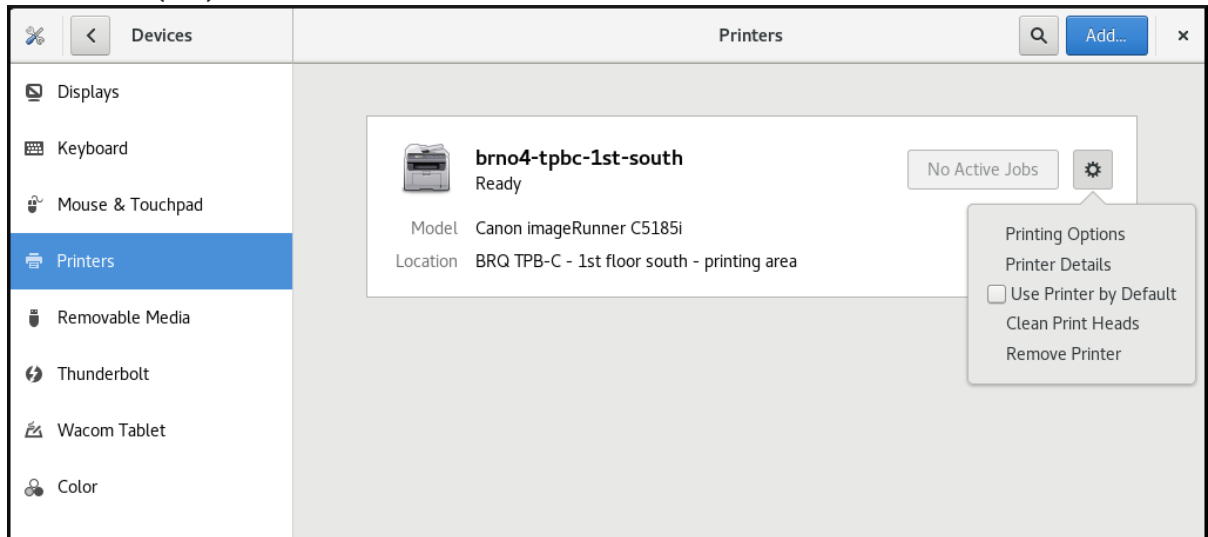 Devices
Printers
Add...
Displays
Keyboard
Mouse & Touchpad
Printers
Removable Media
Thunderbolt
Wacom Tablet
Color
brno4-tpbc-1st-south
Ready
No Active Jobs
Model Canon imageRunner C5185i
Location BRQ TPB-C - 1st floor south - printing area
Printing Options
Printer Details
Use Printer by Default
Clean Print Heads
Remove Printer